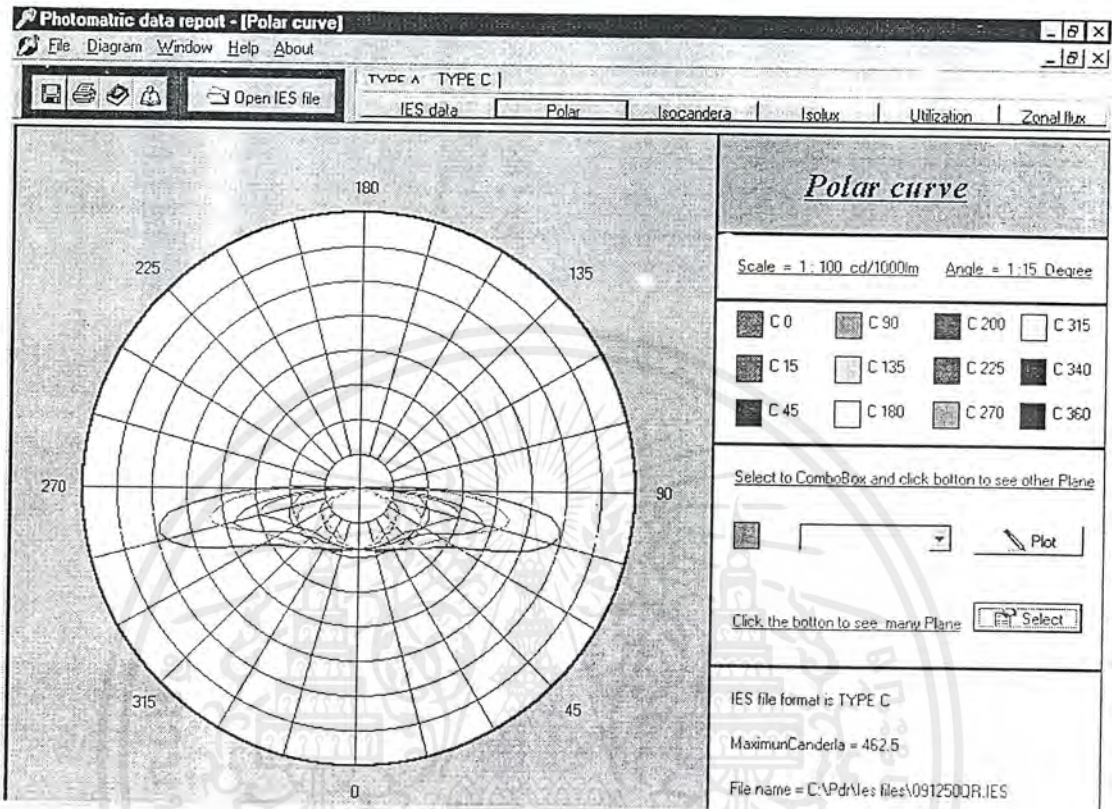 Photomatric data report - [Polar curve]
File Diagram Window Help About
Open IES file
TYPE A TYPE C
IES data Polar Isocandera Isolux Utilization Zonal flux
180
225
135
270
90
315
45
0
Polar curve
Scale = 1 : 100 cd/1000lm Angle = 1 :15 Degree
C 0 C 90 C 200 C 315
C 15 C 135 C 225 C 340
C 45 C 180 C 270 C 360
Select to ComboBox and click botton to see other Plane
Plot
Click the botton to see many Plane Select
IES file format is TYPE C
MaximunCanderla = 462.5
File name = C:\Pdr\Ies files\091250QR.IES